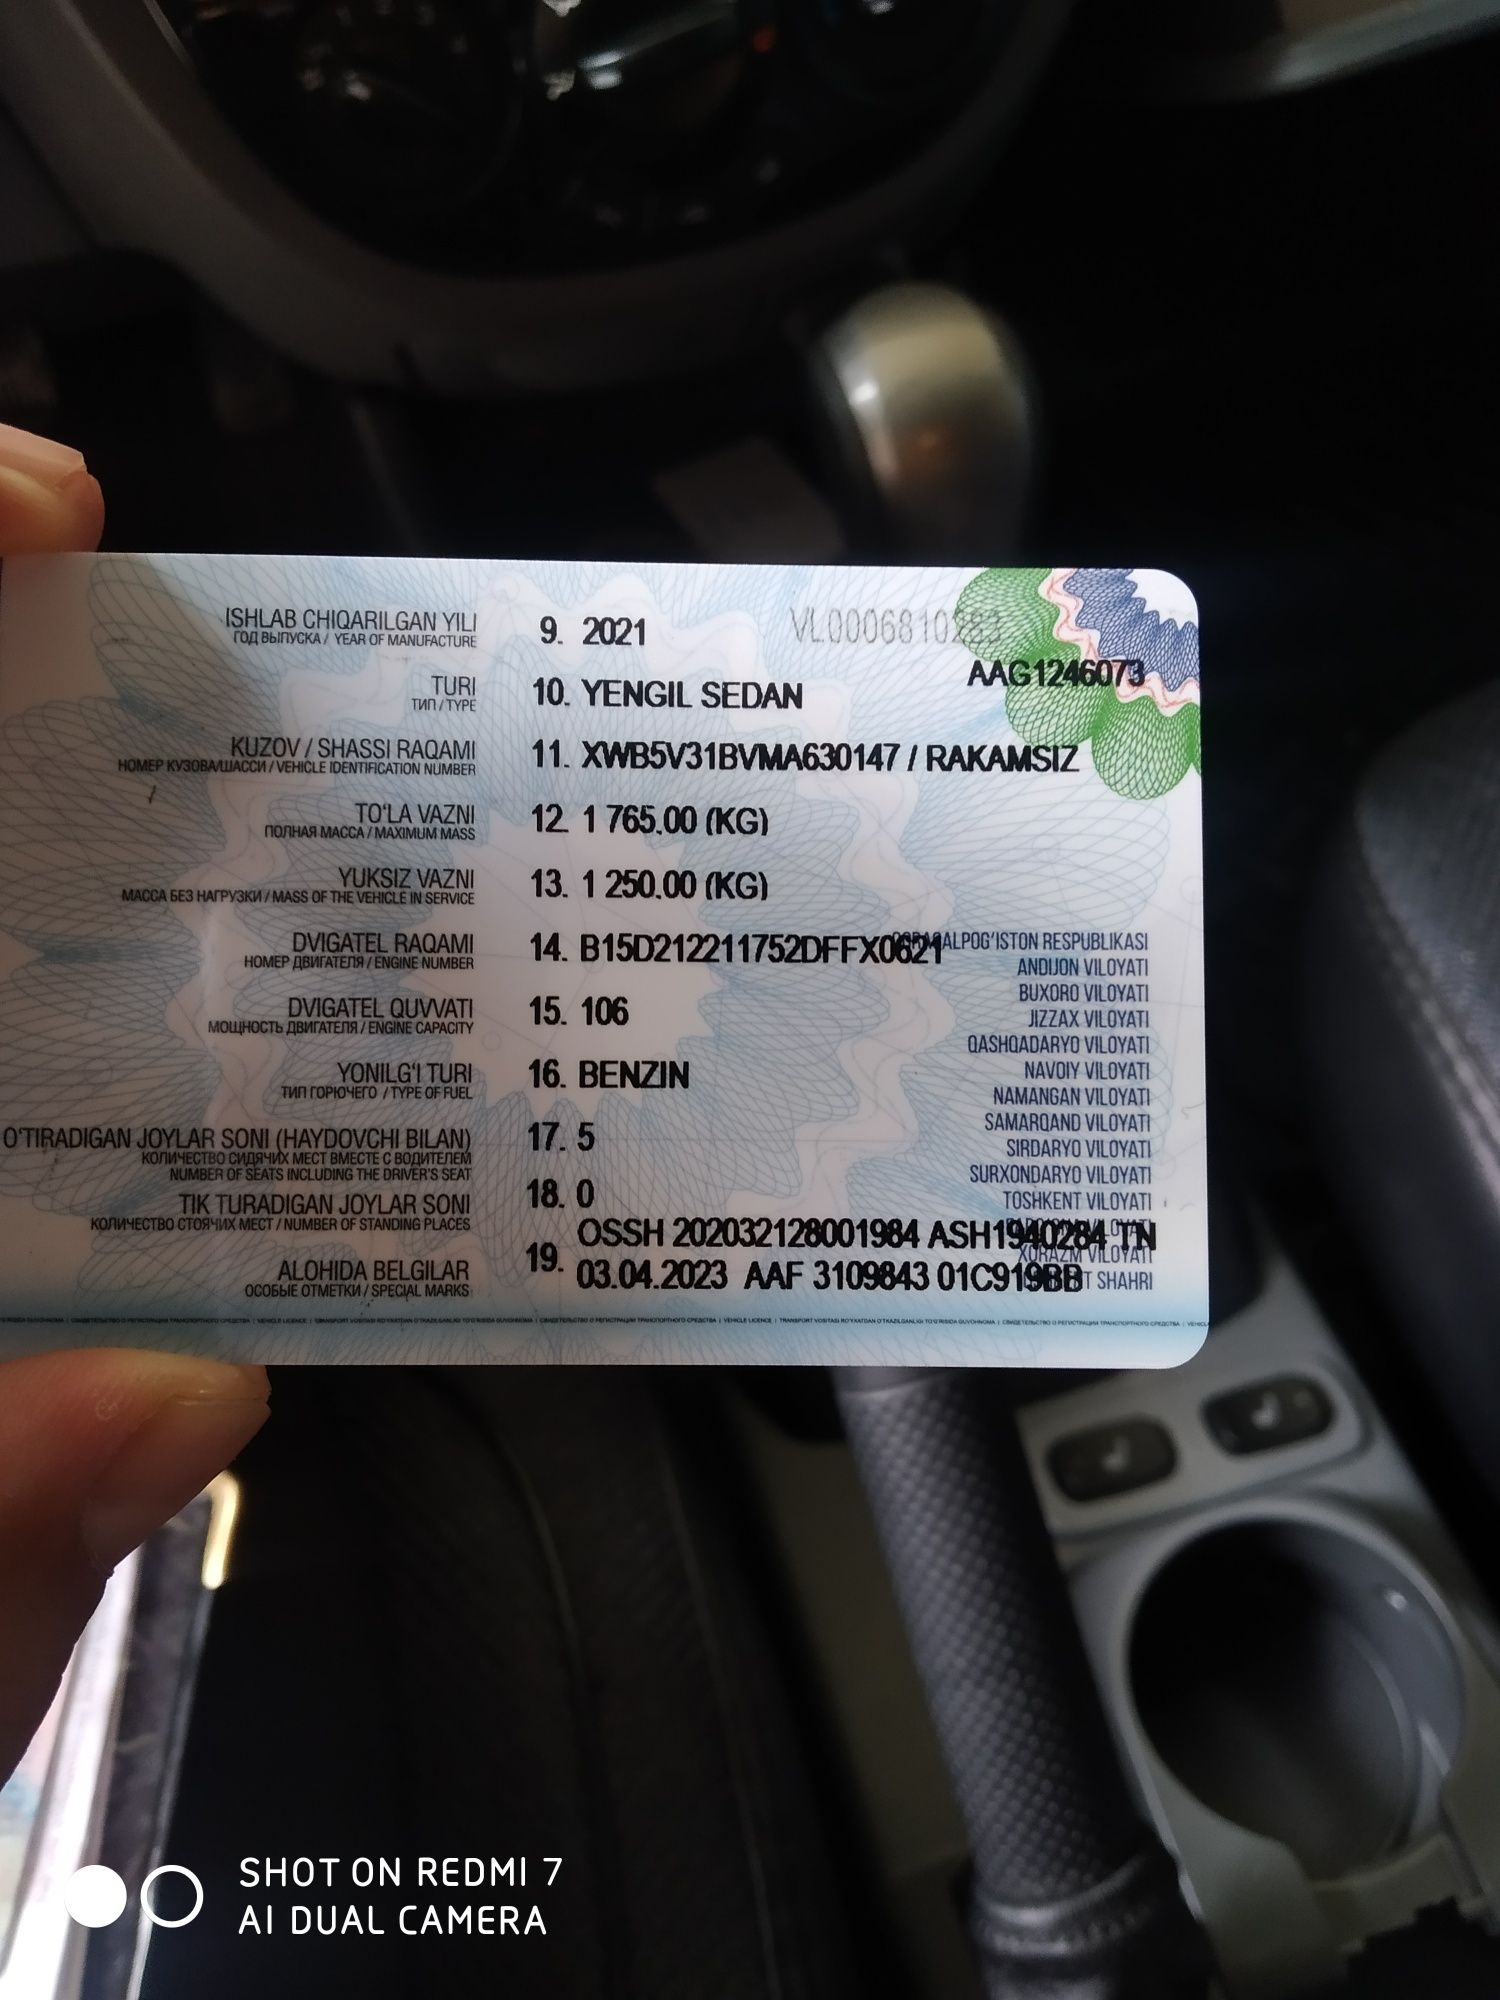 ISHLAB CHIQARILGAN YILI 9. 2021
ГОД ВЫПУСКА / YEAR OF MANUFACTURE
AAG1246073
TURI 10. YENGIL SEDAN
ТИП / TYPE
KUZOV / SHASSI RAQAMI 11. XWB5V31BVMA630147 / RAKAMSIZ
НОМЕР КУЗОВА/ШАССИ / VEHICLE IDENTIFICATION NUMBER
TO‘LA VAZNI 12. 1 765.00 (KG)
ПОЛНАЯ МАССА / MAXIMUM MASS
YUKSIZ VAZNI 13. 1 250.00 (KG)
МАССА БЕЗ НАГРУЗКИ / MASS OF THE VEHICLE IN SERVICE
DVIGATEL RAQAMI 14. B15D212211752DFFX0621
НОМЕР ДВИГАТЕЛЯ / ENGINE NUMBER
DVIGATEL QUVVATI 15. 106
МОЩНОСТЬ ДВИГАТЕЛЯ / ENGINE CAPACITY
YONILG‘I TURI 16. BENZIN
ТИП ГОРЮЧЕГО / TYPE OF FUEL
O‘TIRADIGAN JOYLAR SONI (HAYDOVCHI BILAN) 17. 5
КОЛИЧЕСТВО СИДЯЧИХ МЕСТ ВМЕСТЕ С ВОДИТЕЛЕМ
NUMBER OF SEATS INCLUDING THE DRIVER'S SEAT
TIK TURADIGAN JOYLAR SONI 18. 0
КОЛИЧЕСТВО СТОЯЧИХ МЕСТ / NUMBER OF STANDING PLACES
OSSH 202032128001984 ASH1940284 TN
ALOHIDA BELGILAR 19. 03.04.2023 AAF 3109843 01C919BB
ОСОБЫЕ ОТМЕТКИ / SPECIAL MARKS
RESPUBLIKASI
ANDIJON VILOYATI
BUXORO VILOYATI
JIZZAX VILOYATI
QASHQADARYO VILOYATI
NAVOIY VILOYATI
NAMANGAN VILOYATI
SAMARQAND VILOYATI
SIRDARYO VILOYATI
SURXONDARYO VILOYATI
TOSHKENT VILOYATI
XORAZM VILOYATI
SHAHRI
SHOT ON REDMI 7
AI DUAL CAMERA